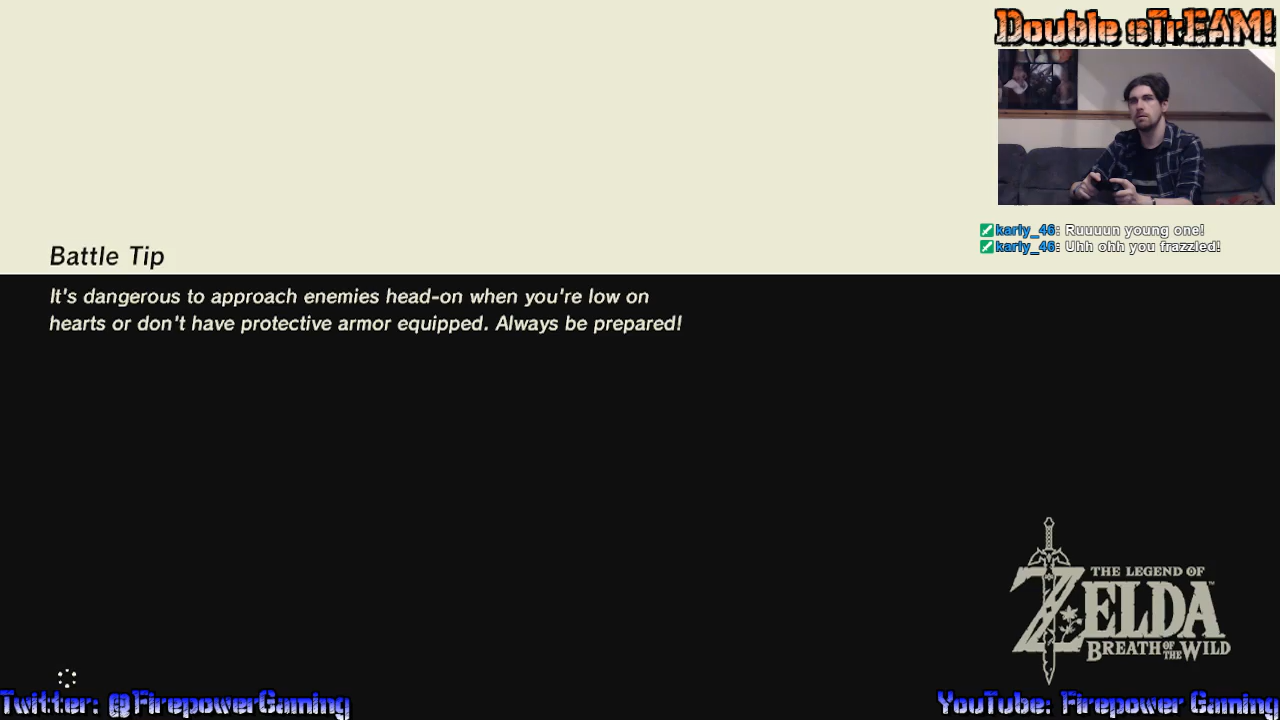 Double sTrEAM!
karly_46: Ruuuun young one!
karly_46: Uhh ohh you frazzled!
Battle Tip
It's dangerous to approach enemies head-on when you're low on
hearts or don't have protective armor equipped. Always be prepared!
THE LEGEND OF
ZELDA
BREATH OF THE WILD
Twitter: @FirepowerGaming
YouTube: Firepower Gaming